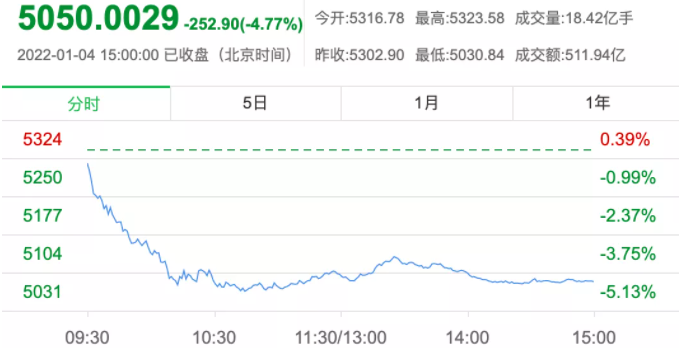 5050.0029 -252.90(-4.77%) 今开:5316.78 最高:5323.58 成交量:18.42亿手
2022-01-04 15:00:00 已收盘（北京时间） 昨收:5302.90 最低:5030.84 成交额:511.94亿
分时 5日 1月 1年
5324 0.39%
5250 -0.99%
5177 -2.37%
5104 -3.75%
5031 -5.13%
09:30 10:30 11:30/13:00 14:00 15:00